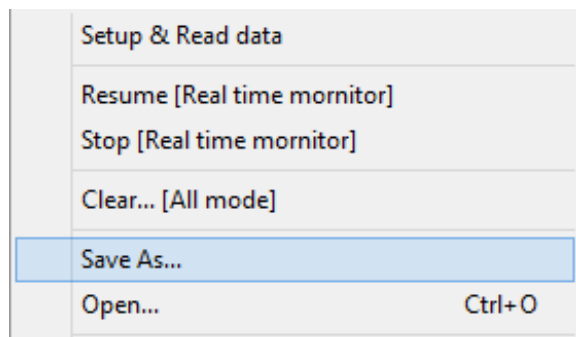 Setup & Read data
Resume [Real time mornitor]
Stop [Real time mornitor]
Clear... [All mode]
Save As...
Open... Ctrl+O